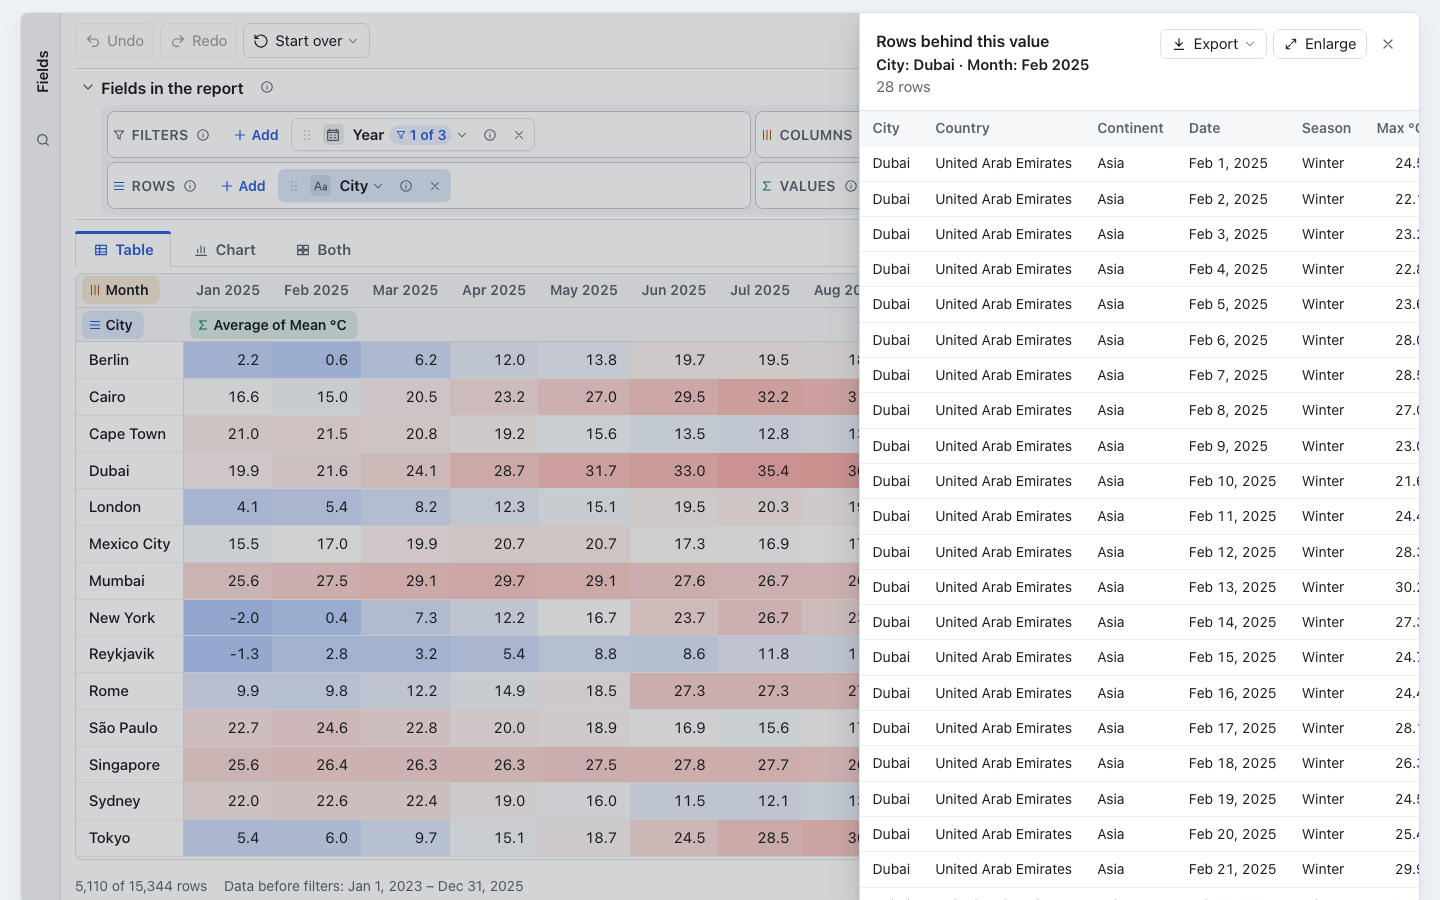 Fields
Undo
Redo
Start over
Fields in the report
FILTERS
Add
Year
1 of 3
COLUMNS
ROWS
Add
Aa
City
VALUES
Table
Chart
Both
Month Jan 2025 Feb 2025 Mar 2025 Apr 2025 May 2025 Jun 2025 Jul 2025 Aug 20
City Σ Average of Mean °C
Berlin 2.2 0.6 6.2 12.0 13.8 19.7 19.5
Cairo 16.6 15.0 20.5 23.2 27.0 29.5 32.2
Cape Town 21.0 21.5 20.8 19.2 15.6 13.5 12.8
Dubai 19.9 21.6 24.1 28.7 31.7 33.0 35.4
London 4.1 5.4 8.2 12.3 15.1 19.5 20.3
Mexico City 15.5 17.0 19.9 20.7 20.7 17.3 16.9
Mumbai 25.6 27.5 29.1 29.7 29.1 27.6 26.7
New York -2.0 0.4 7.3 12.2 16.7 23.7 26.7
Reykjavik -1.3 2.8 3.2 5.4 8.8 8.6 11.8
Rome 9.9 9.8 12.2 14.9 18.5 27.3 27.3
São Paulo 22.7 24.6 22.8 20.0 18.9 16.9 15.6
Singapore 25.6 26.4 26.3 26.3 27.5 27.8 27.7
Sydney 22.0 22.6 22.4 19.0 16.0 11.5 12.1
Tokyo 5.4 6.0 9.7 15.1 18.7 24.5 28.5
5,110 of 15,344 rows Data before filters: Jan 1, 2023 – Dec 31, 2025
Rows behind this value
City: Dubai · Month: Feb 2025
28 rows
Export
Enlarge
City Country Continent Date Season Max
Dubai United Arab Emirates Asia Feb 1, 2025 Winter
Dubai United Arab Emirates Asia Feb 2, 2025 Winter
Dubai United Arab Emirates Asia Feb 3, 2025 Winter
Dubai United Arab Emirates Asia Feb 4, 2025 Winter
Dubai United Arab Emirates Asia Feb 5, 2025 Winter
Dubai United Arab Emirates Asia Feb 6, 2025 Winter
Dubai United Arab Emirates Asia Feb 7, 2025 Winter
Dubai United Arab Emirates Asia Feb 8, 2025 Winter
Dubai United Arab Emirates Asia Feb 9, 2025 Winter
Dubai United Arab Emirates Asia Feb 10, 2025 Winter
Dubai United Arab Emirates Asia Feb 11, 2025 Winter
Dubai United Arab Emirates Asia Feb 12, 2025 Winter
Dubai United Arab Emirates Asia Feb 13, 2025 Winter
Dubai United Arab Emirates Asia Feb 14, 2025 Winter
Dubai United Arab Emirates Asia Feb 15, 2025 Winter
Dubai United Arab Emirates Asia Feb 16, 2025 Winter
Dubai United Arab Emirates Asia Feb 17, 2025 Winter
Dubai United Arab Emirates Asia Feb 18, 2025 Winter
Dubai United Arab Emirates Asia Feb 19, 2025 Winter
Dubai United Arab Emirates Asia Feb 20, 2025 Winter
Dubai United Arab Emirates Asia Feb 21, 2025 Winter